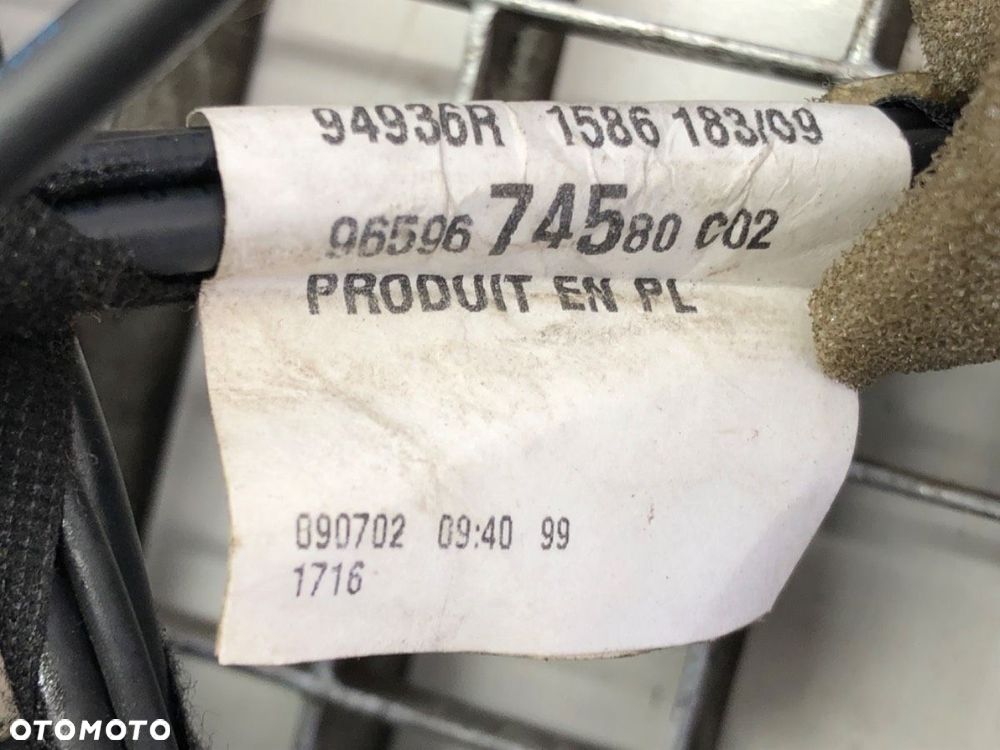 94936R 1586 183/09
96596 745 80 C02
PRODUIT EN PL
090702 09:40 99
1716
OTOMOTO